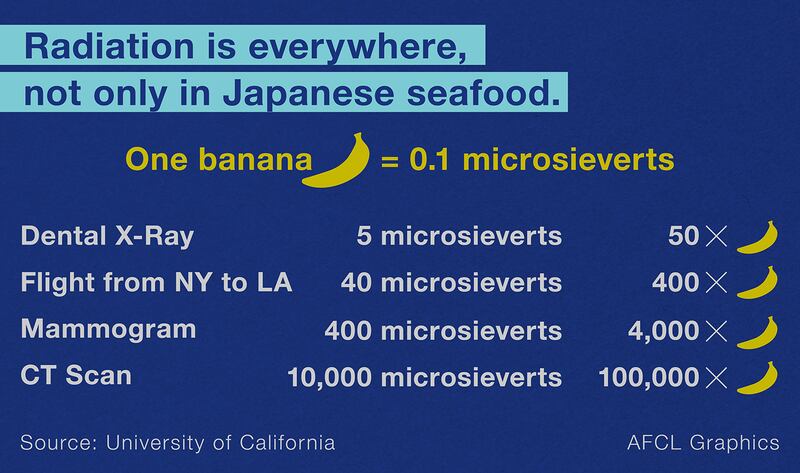 Radiation is everywhere,
not only in Japanese seafood.
One banana = 0.1 microsieverts
Dental X-Ray 5 microsieverts 50 ×
Flight from NY to LA 40 microsieverts 400 ×
Mammogram 400 microsieverts 4,000 ×
CT Scan 10,000 microsieverts 100,000 ×
Source: University of California AFCL Graphics